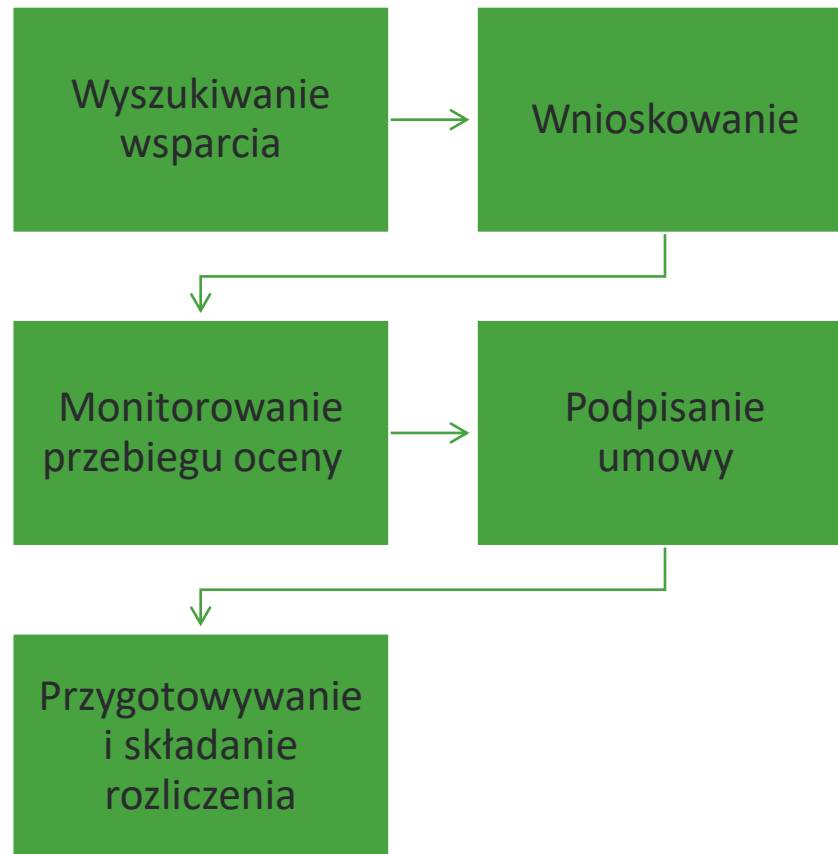 Wyszukiwanie
wsparcia
Wnioskowanie
Monitorowanie
przebiegu oceny
Podpisanie
umowy
Przygotowywanie
i składanie
rozliczenia